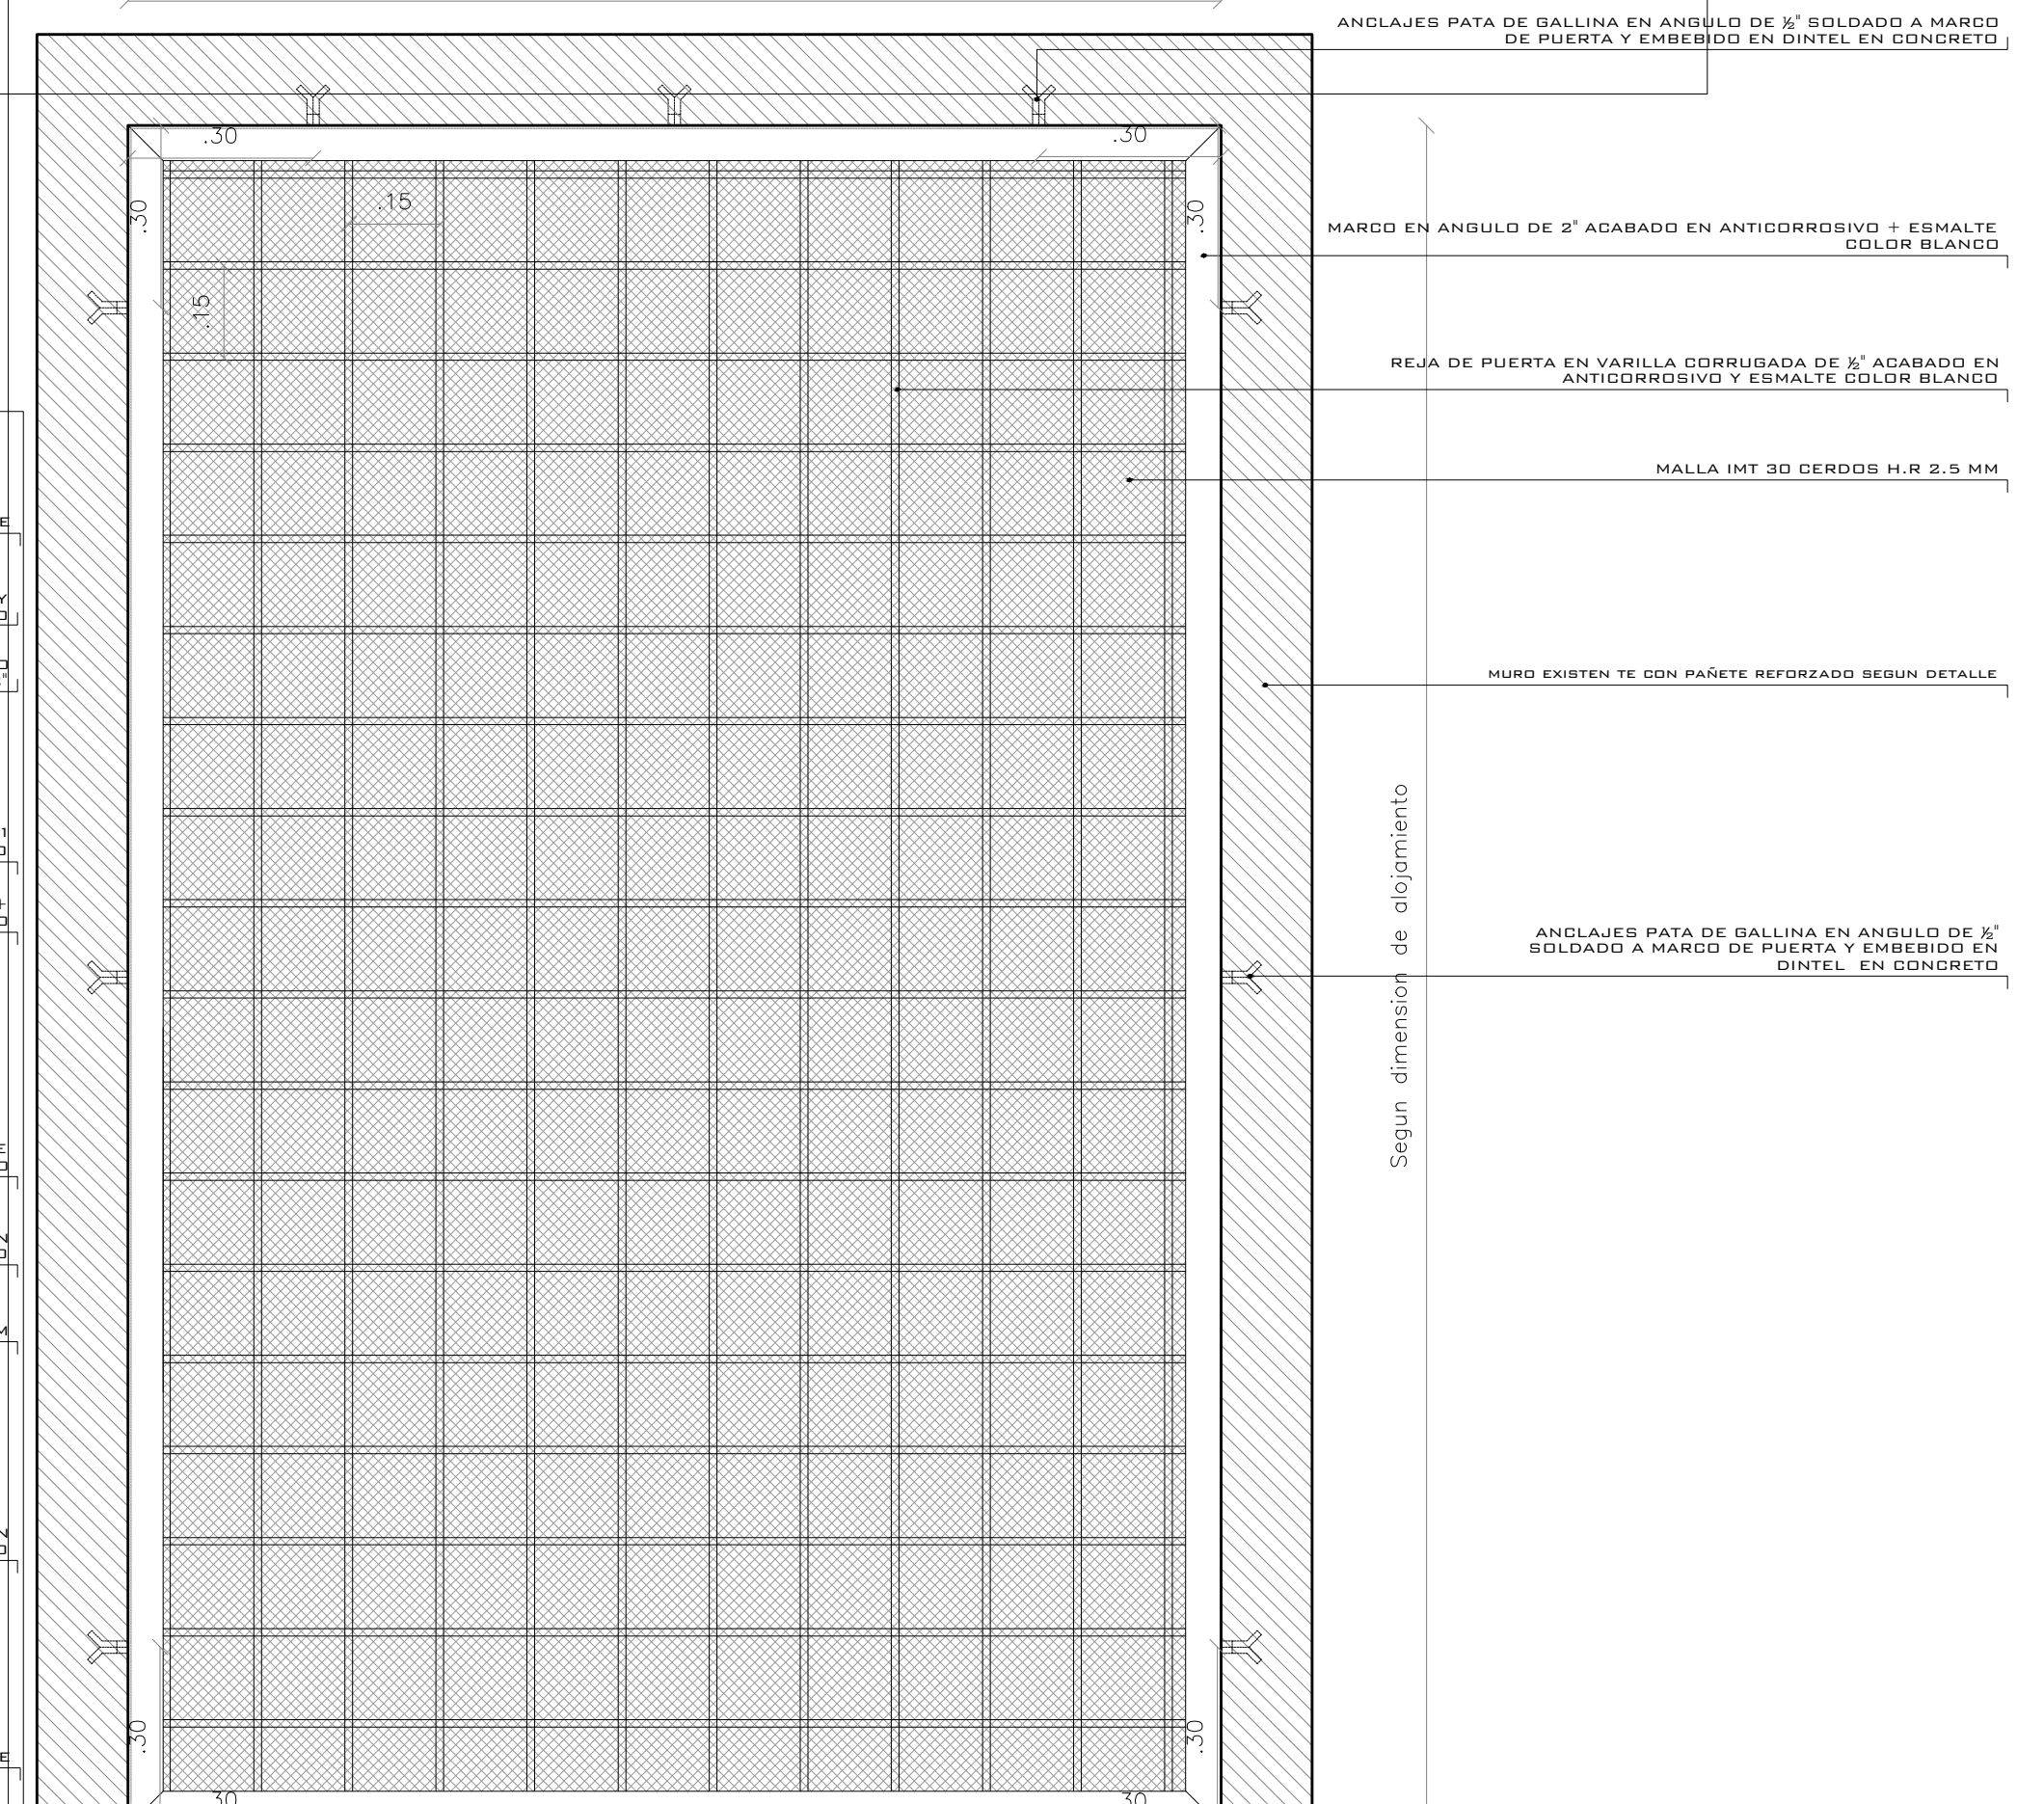 ANCLAJES PATA DE GALLINA EN ANGULO DE ½" SOLDADO A MARCO
DE PUERTA Y EMBEBIDO EN DINTEL EN CONCRETO
.30
.30
.30
.30
.15
.15
MARCO EN ANGULO DE 2" ACABADO EN ANTICORROSIVO + ESMALTE
COLOR BLANCO
REJA DE PUERTA EN VARILLA CORRUGADA DE ½" ACABADO EN
ANTICORROSIVO Y ESMALTE COLOR BLANCO
MALLA IMT 30 CERDOS H.R 2.5 MM
MURO EXISTEN TE CON PAÑETE REFORZADO SEGUN DETALLE
Segun dimension de alojamiento
ANCLAJES PATA DE GALLINA EN ANGULO DE ½"
SOLDADO A MARCO DE PUERTA Y EMBEBIDO EN
DINTEL EN CONCRETO
.30
.30
.30
.30